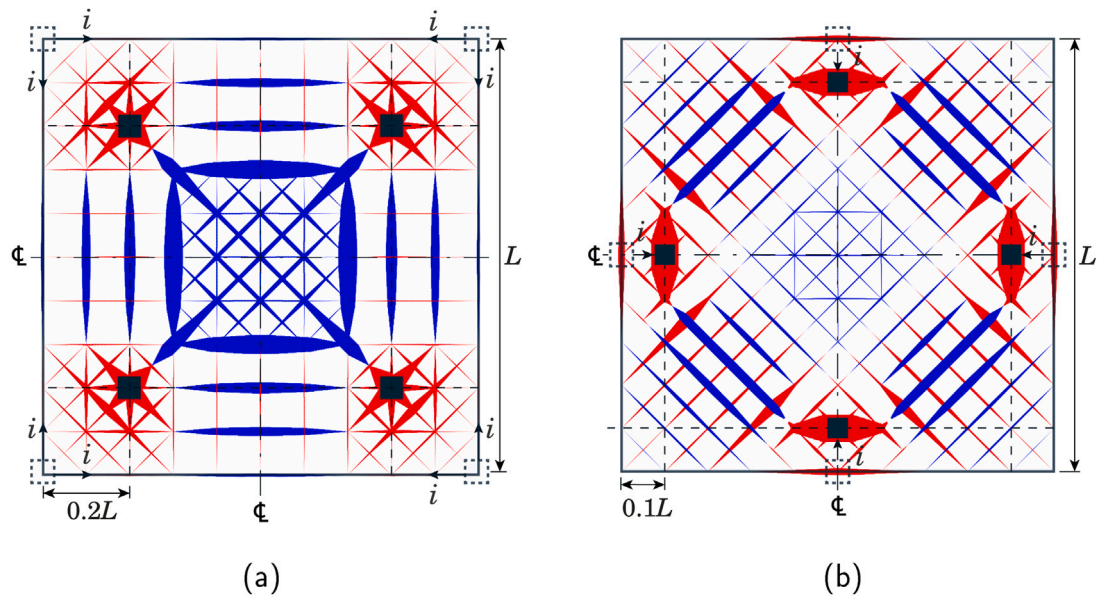 i i i
i i i
℄ L ℄ i i L
i i
i i i
0.2L 0.1L
℄ ℄
(a) (b)